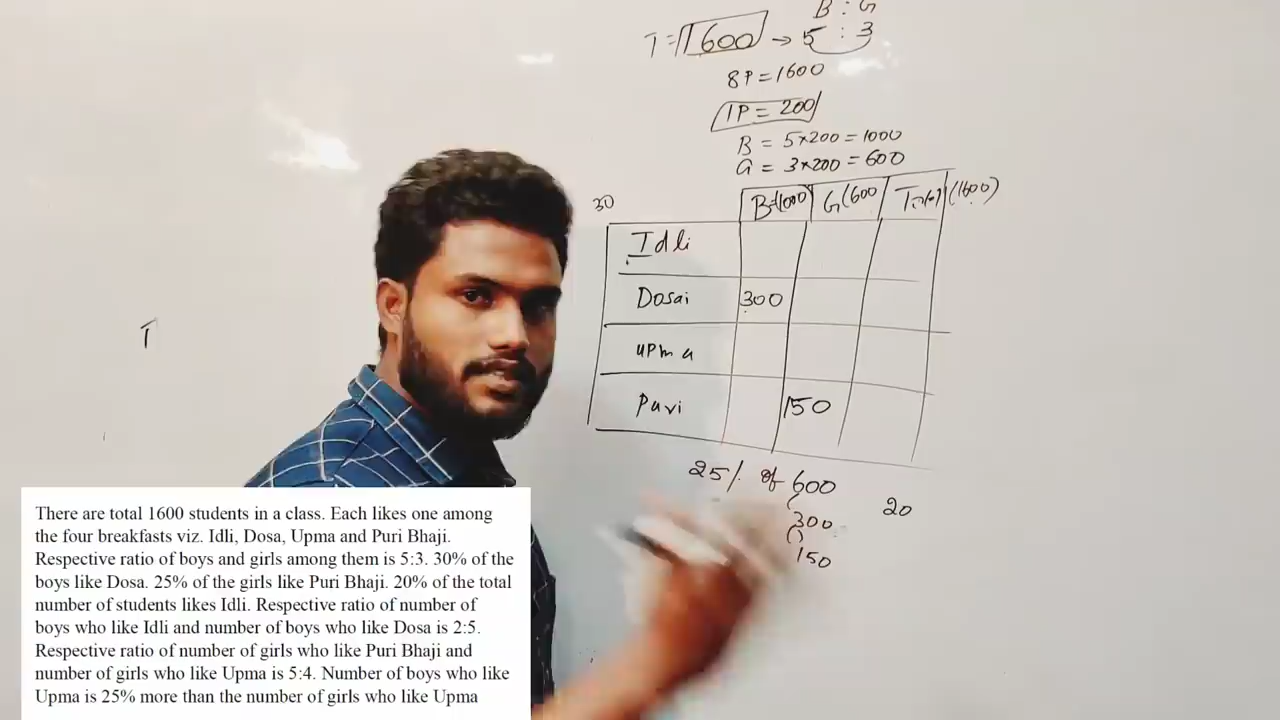 B : G
T = 1600 → 5 : 3
8P = 1600
1P = 200
B = 5×200 = 1000
G = 3×200 = 600
30
B=(1000) G(600) (1600)
Idli
Dosai 300
upma
Puri 150
25% of 600
300
150
20
T
There are total 1600 students in a class. Each likes one among
the four breakfasts viz. Idli, Dosa, Upma and Puri Bhaji.
Respective ratio of boys and girls among them is 5:3. 30% of the
boys like Dosa. 25% of the girls like Puri Bhaji. 20% of the total
number of students likes Idli. Respective ratio of number of
boys who like Idli and number of boys who like Dosa is 2:5.
Respective ratio of number of girls who like Puri Bhaji and
number of girls who like Upma is 5:4. Number of boys who like
Upma is 25% more than the number of girls who like Upma